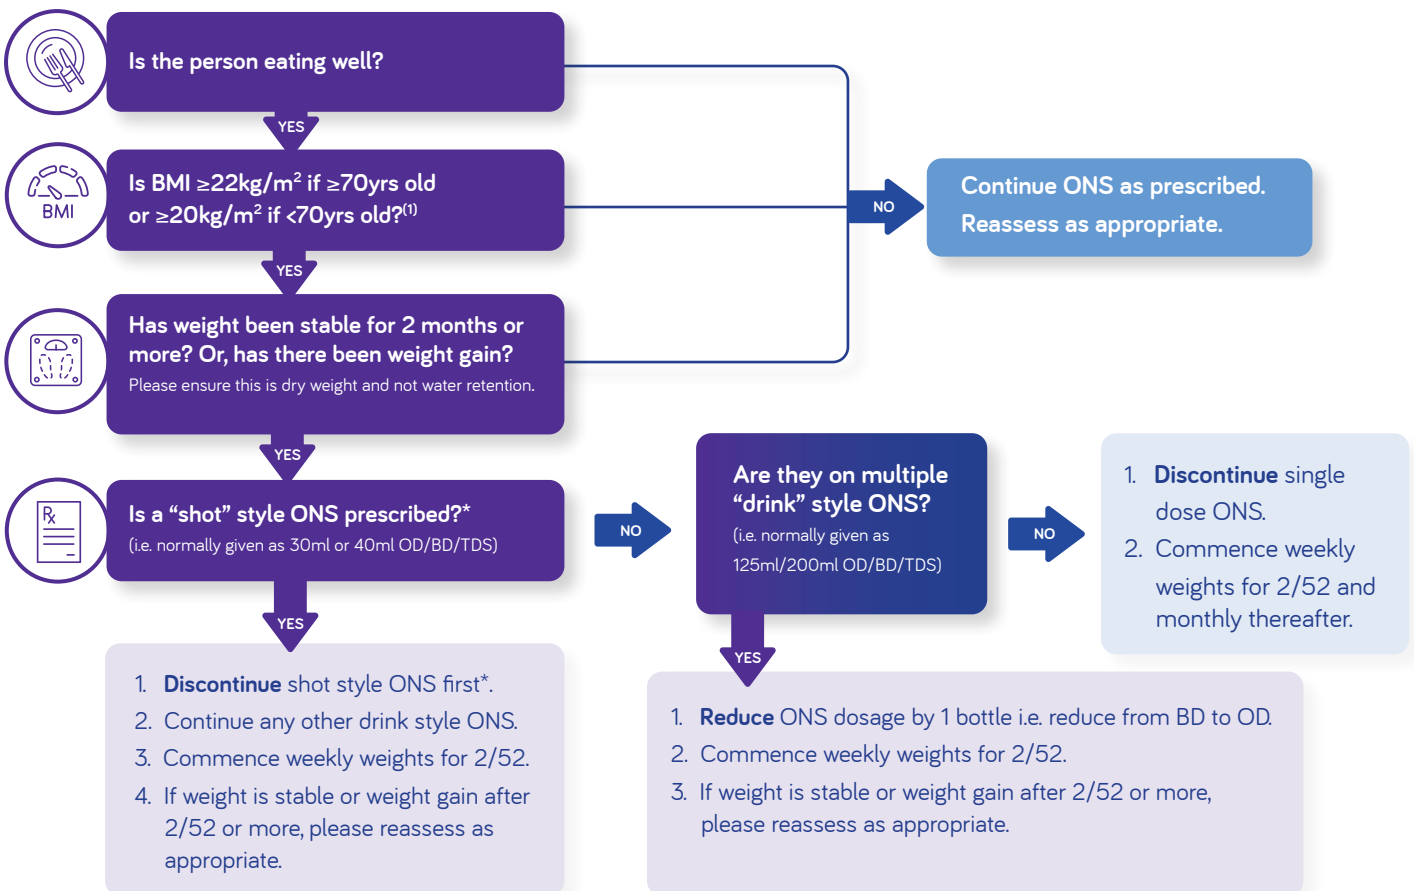 Is the person eating well?
YES
BMI
Is BMI ≥22kg/m² if ≥70yrs old
or ≥20kg/m² if <70yrs old?(1)
NO
Continue ONS as prescribed.
Reassess as appropriate.
YES
Has weight been stable for 2 months or
more? Or, has there been weight gain?
Please ensure this is dry weight and not water retention.
YES
Rx
Is a “shot” style ONS prescribed?*
(i.e. normally given as 30ml or 40ml OD/BD/TDS)
NO
Are they on multiple
“drink” style ONS?
(i.e. normally given as
125ml/200ml OD/BD/TDS)
NO
1. Discontinue single
dose ONS.
2. Commence weekly
weights for 2/52 and
monthly thereafter.
YES
1. Discontinue shot style ONS first*.
2. Continue any other drink style ONS.
3. Commence weekly weights for 2/52.
4. If weight is stable or weight gain after
2/52 or more, please reassess as
appropriate.
YES
1. Reduce ONS dosage by 1 bottle i.e. reduce from BD to OD.
2. Commence weekly weights for 2/52.
3. If weight is stable or weight gain after 2/52 or more,
please reassess as appropriate.